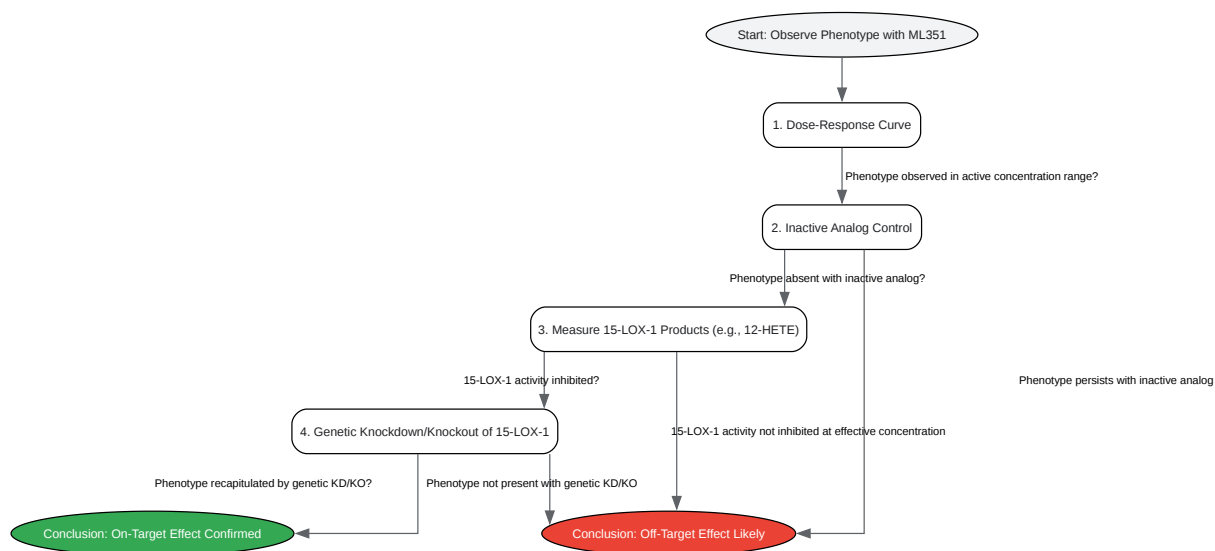 Start: Observe Phenotype with ML351
1. Dose-Response Curve
Phenotype observed in active concentration range?
2. Inactive Analog Control
Phenotype absent with inactive analog?
3. Measure 15-LOX-1 Products (e.g., 12-HETE)
15-LOX-1 activity inhibited?
Phenotype persists with inactive analog
4. Genetic Knockdown/Knockout of 15-LOX-1
15-LOX-1 activity not inhibited at effective concentration
Phenotype recapitulated by genetic KD/KO?
Phenotype not present with genetic KD/KO
Conclusion: On-Target Effect Confirmed
Conclusion: Off-Target Effect Likely